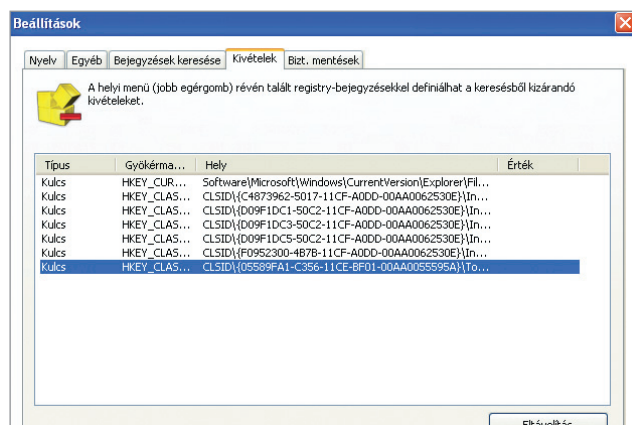 Beállítások
Nyelv Egyéb Bejegyzések keresése Kivételek Bizt. mentések
A helyi menü (jobb egérgomb) révén talált registry-bejegyzésekkel definiálhat a keresésből kizárandó
kivételeket.
Típus Gyökérma... Hely Érték
Kulcs HKEY_CUR... Software\Microsoft\Windows\CurrentVersion\Explorer\Fil...
Kulcs HKEY_CLAS... CLSID\{C4873962-5017-11CF-A0DD-00AA0062530E}\In...
Kulcs HKEY_CLAS... CLSID\{D09F1DC1-50C2-11CF-A0DD-00AA0062530E}\In...
Kulcs HKEY_CLAS... CLSID\{D09F1DC3-50C2-11CF-A0DD-00AA0062530E}\In...
Kulcs HKEY_CLAS... CLSID\{D09F1DC5-50C2-11CF-A0DD-00AA0062530E}\In...
Kulcs HKEY_CLAS... CLSID\{F0952300-4B7B-11CF-A0DD-00AA0062530E}\In...
Kulcs HKEY_CLAS... CLSID\{05589FA1-C356-11CE-BF01-00AA0055595A}\To...
Eltávolítás